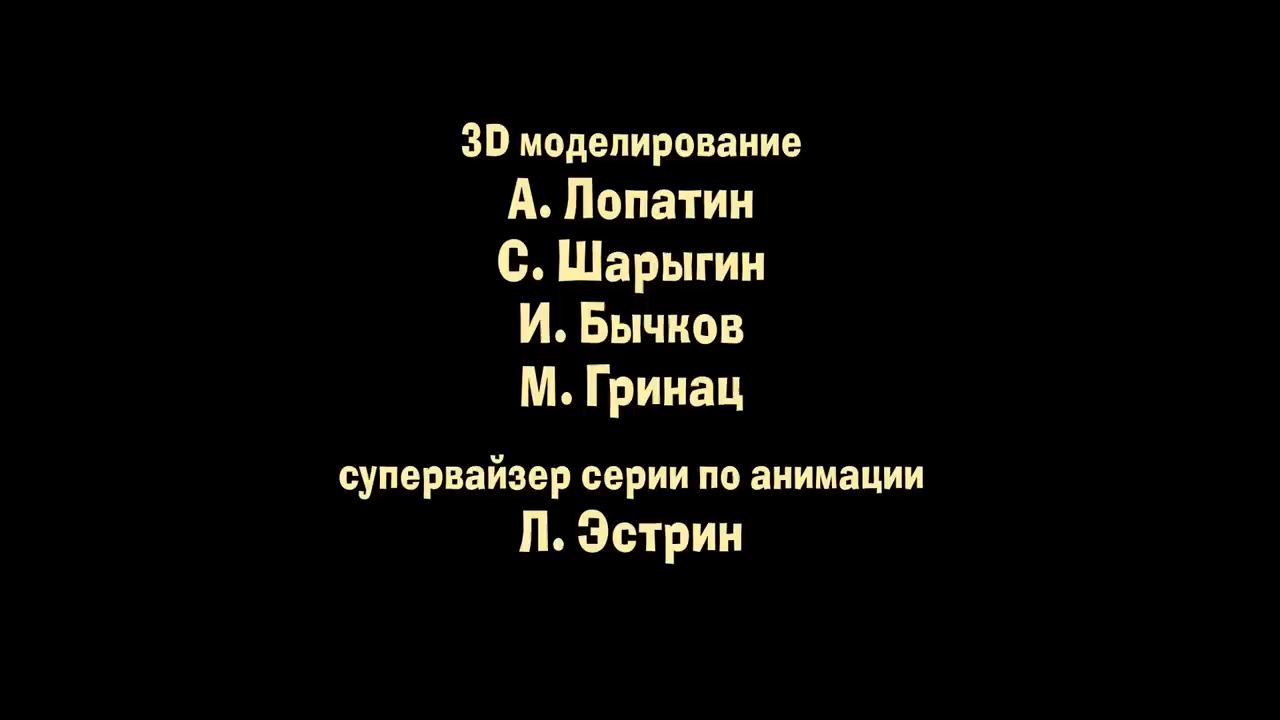 3D моделирование
А. Лопатин
С. Шарыгин
И. Бычков
М. Гринац
супервайзер серии по анимации
Л. Эстрин